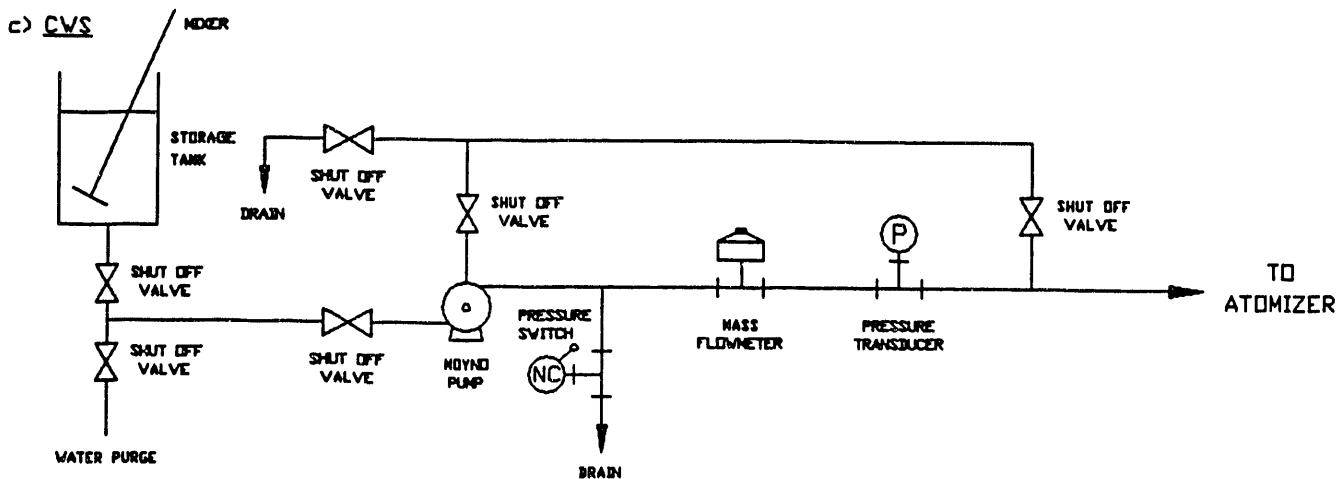 c) CWS
MIXER
STORAGE
TANK
SHUT OFF
VALVE
DRAIN
SHUT OFF
VALVE
SHUT OFF
VALVE
P
TO
ATOMIZER
SHUT OFF
VALVE
SHUT OFF
VALVE
SHUT OFF
VALVE
MOYNO
PUMP
PRESSURE
SWITCH
NC
MASS
FLOWMETER
PRESSURE
TRANSDUCER
WATER PURGE
DRAIN